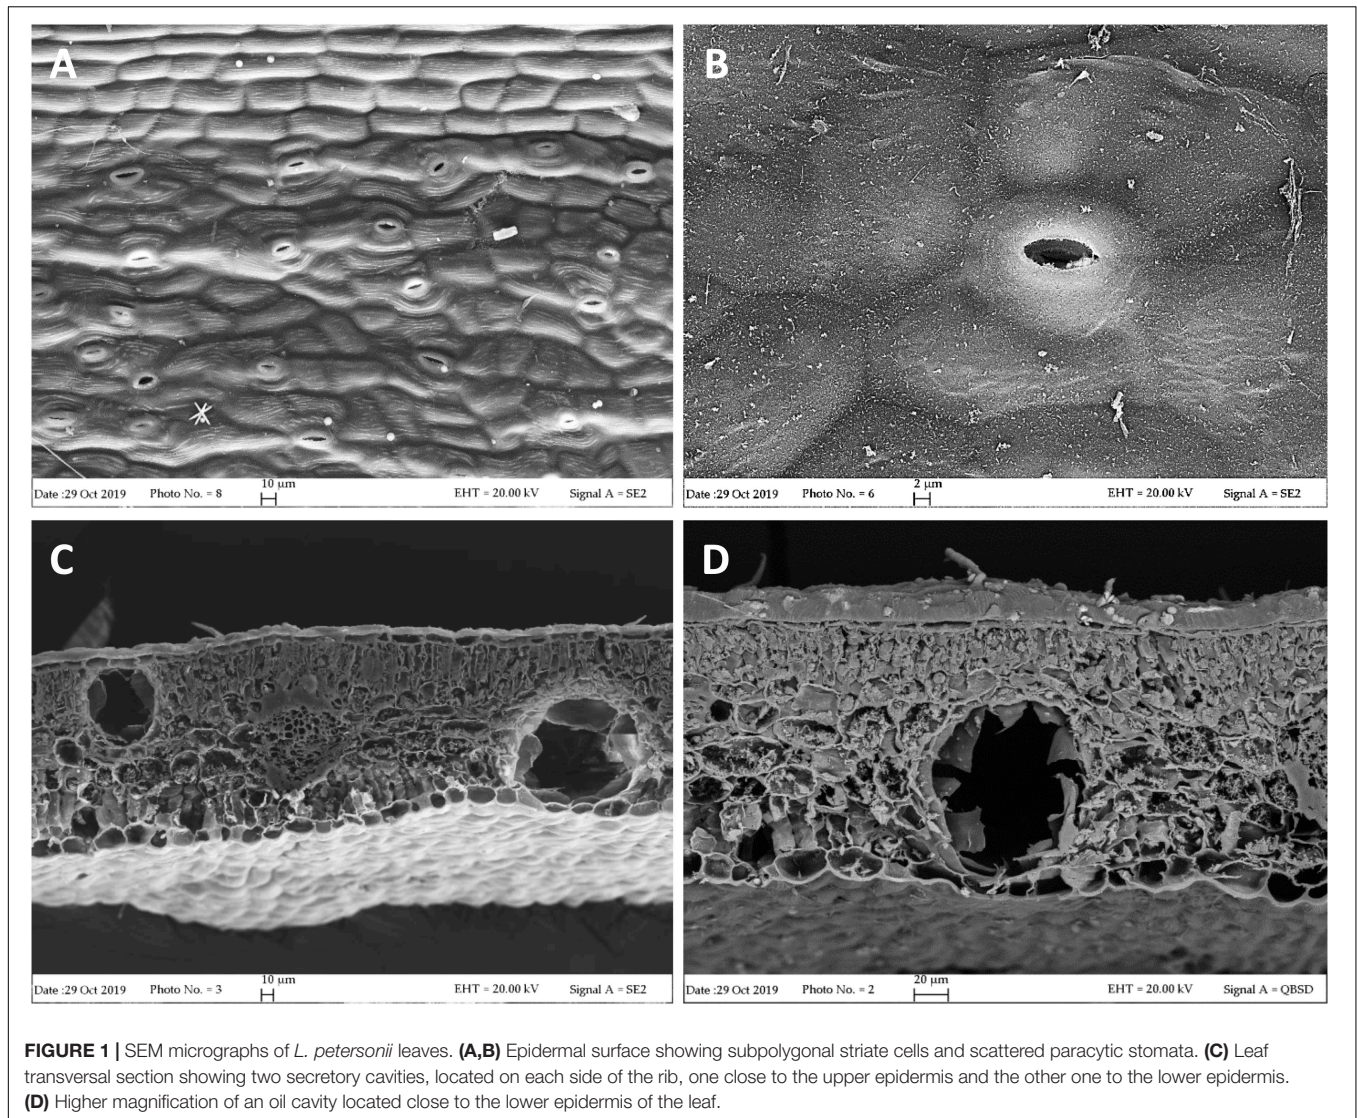 A
B
10 µm
Date :29 Oct 2019 Photo No. = 8 EHT = 20.00 kV Signal A = SE2
2 µm
Date :29 Oct 2019 Photo No. = 6 EHT = 20.00 kV Signal A = SE2
C
D
10 µm
Date :29 Oct 2019 Photo No. = 3 EHT = 20.00 kV Signal A = SE2
20 µm
Date :29 Oct 2019 Photo No. = 2 EHT = 20.00 kV Signal A = QBSD
FIGURE 1 | SEM micrographs of L. petersonii leaves. (A,B) Epidermal surface showing subpolygonal striate cells and scattered paracytic stomata. (C) Leaf
transversal section showing two secretory cavities, located on each side of the rib, one close to the upper epidermis and the other one to the lower epidermis.
(D) Higher magnification of an oil cavity located close to the lower epidermis of the leaf.